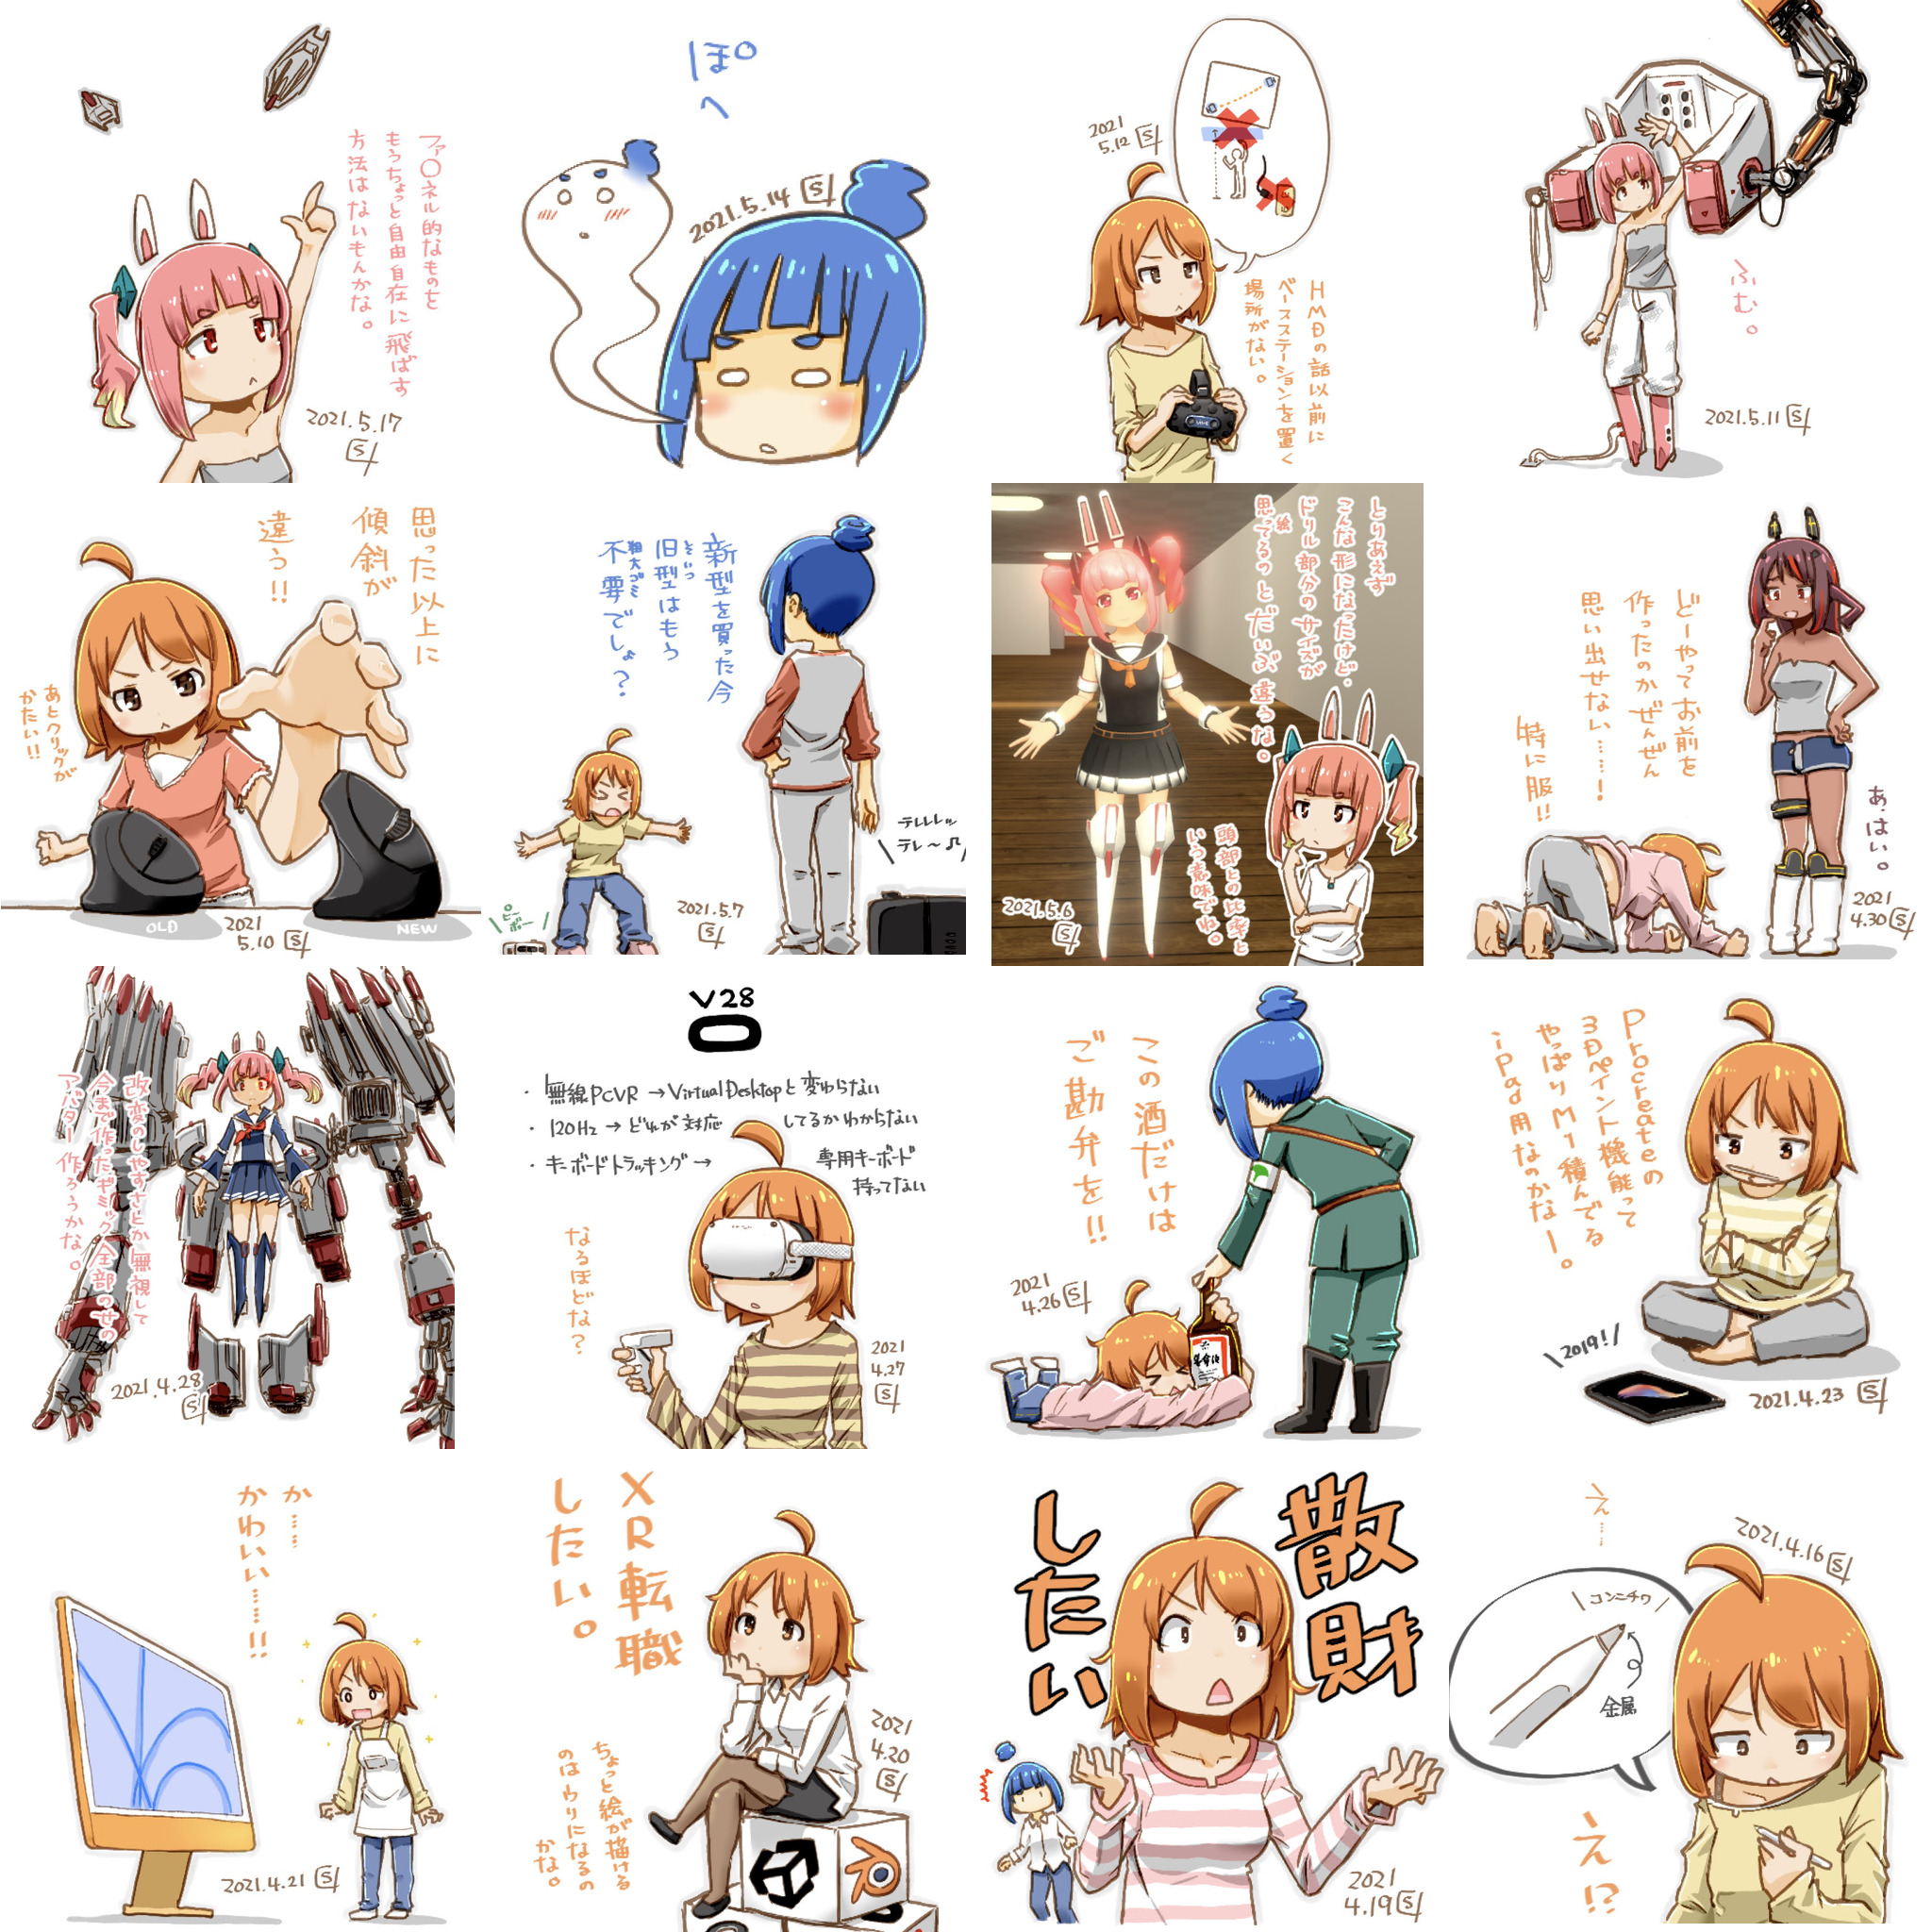 ファ〇ネル的なものを
もうちょっと自由自在に飛ばす
方法はないもんかな。
2021.5.17
S
ぽへ
2021.5.14
S
2021
5.12
S
HMDの話以前に
ベースステーションを置く
場所がない。
ふむ。
2021.5.11
S
思った以上に
傾斜が
違う!!
あとクリックが
かたい!!
OLD
NEW
2021
5.10
S
新型を買った今
旧型はもう
そいつ
不要でしょ?
粗大ゴミ
ピー
ポー
テレレレッ
テレ〜♫
2021.5.7
S
とりあえず
こんな形になったけど、
ドリル部分のサイズが
絵
思ってるのとだいぶ違うな。
頭部との比率と
いう意味でね。
2021.5.6
S
どーやってお前を
作ったのかぜんぜん
思い出せない……!
特に服!!
あ、はい。
2021
4.30
S
改変のしやすさとか無視して
今まで作ったギミック全部のせの
アバター作ろうかな。
2021.4.28
S
V28
・無線PCVR→VirtualDesktopと変わらない
・120Hz→どれが対応
してるかわからない
・キーボードトラッキング→
専用キーボード
持ってない
なるほどな?
2021
4.27
S
この酒だけは
ご勘弁を!!
2021
4.26
S
Procreateの
3Dペイント機能って
やっぱりM1積んでる
iPad用なのかなー。
2019!
2021.4.23
S
か……
かわいい……!!
2021.4.21
S
XR転職
したい。
ちょっと絵が描ける
のはウリになるの
かな。
2021
4.20
S
散財
したい
2021
4.19
S
え……
2021.4.16
S
コンニチワ
金属
え!?